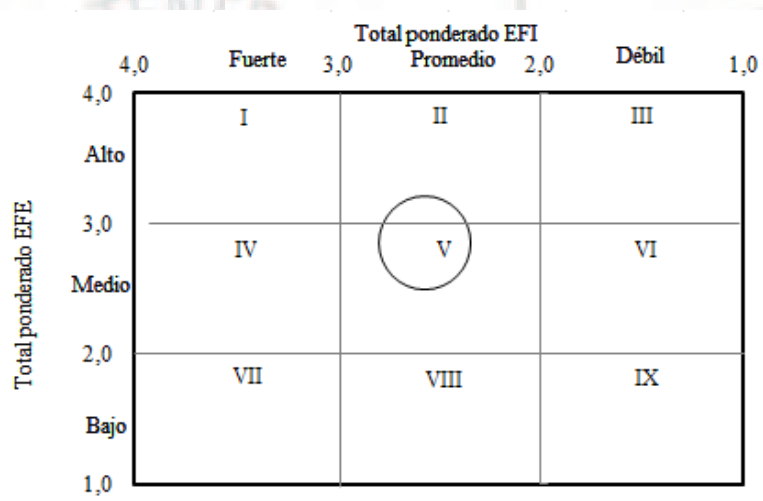 Total ponderado EFI
Fuerte Promedio Débil
4,0 3,0 2,0 1,0
4,0
I II III
Alto
3,0
IV V VI
Medio
2,0
VII VIII IX
Bajo
1,0
Total ponderado EFE